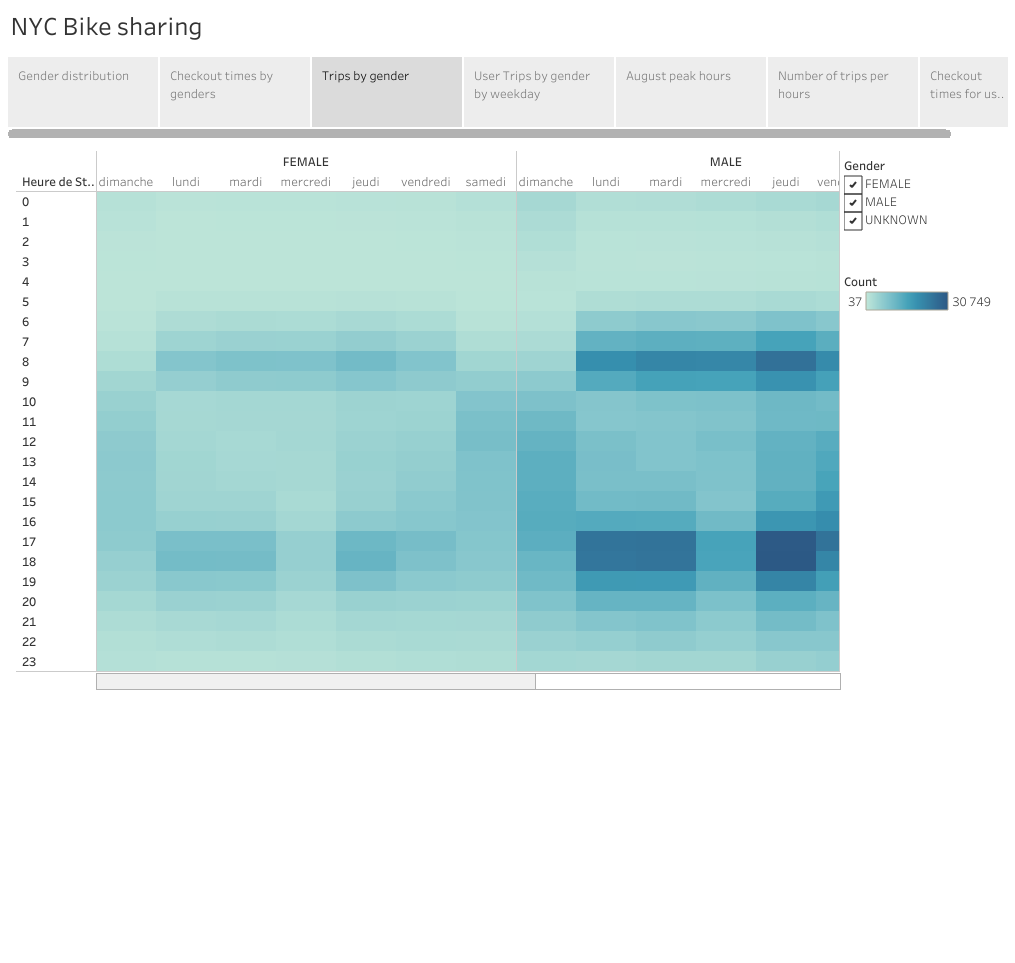 NYC Bike sharing
Gender distribution
Checkout times by
genders
Trips by gender
User Trips by gender
by weekday
August peak hours
Number of trips per
hours
Checkout
times for us..
FEMALE MALE
Heure de St.. dimanche lundi mardi mercredi jeudi vendredi samedi dimanche lundi mardi mercredi jeudi ven
0
1
2
3
4
5
6
7
8
9
10
11
12
13
14
15
16
17
18
19
20
21
22
23
Gender
FEMALE
MALE
UNKNOWN
Count
37 30 749